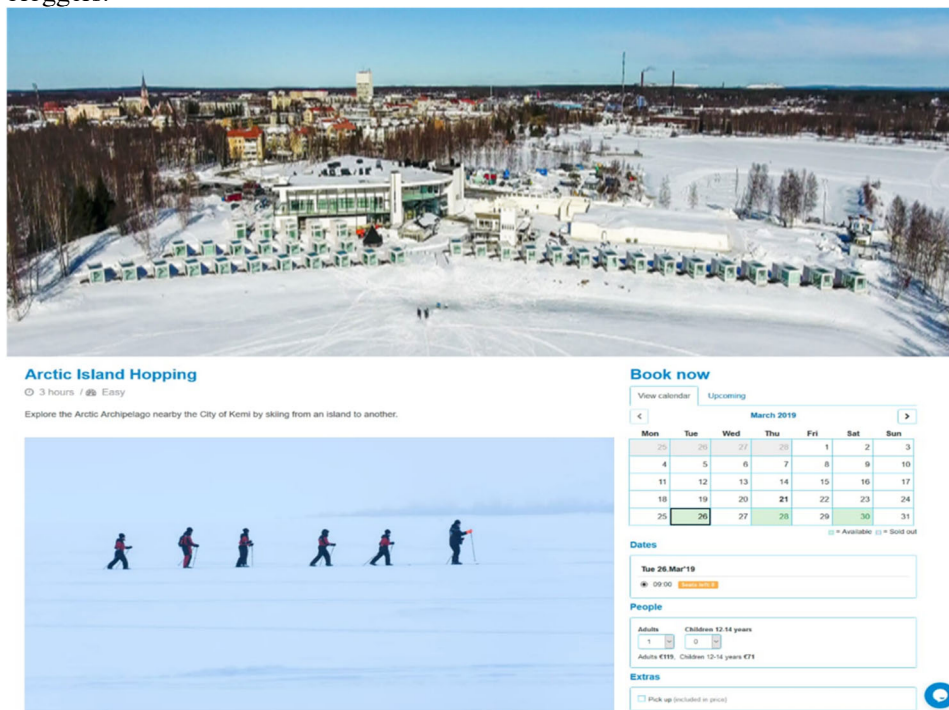 Arctic Island Hopping
3 hours / Easy
Explore the Arctic Archipelago nearby the City of Kemi by skiing from an island to another.
Book now
View calendar Upcoming
< March 2019 >
Mon Tue Wed Thu Fri Sat Sun
25 26 27 28 1 2 3
4 5 6 7 8 9 10
11 12 13 14 15 16 17
18 19 20 21 22 23 24
25 26 27 28 29 30 31
= Available = Sold out
Dates
Tue 26.Mar'19
09:00 Seats left
People
Adults Children 12-14 years
1 0
Adults €119, Children 12-14 years €71
Extras
Pick up (included in price)